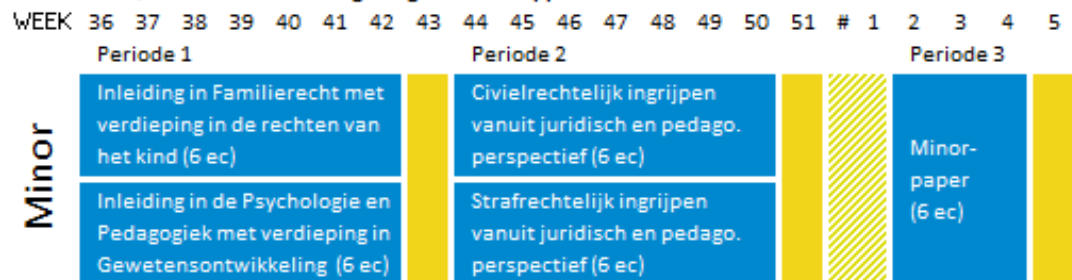 WEEK 36 37 38 39 40 41 42 43 44 45 46 47 48 49 50 51 # 1 2 3 4 5
Periode 1 Periode 2 Periode 3
Minor
Inleiding in Familierecht met
verdieping in de rechten van
het kind (6 ec)
Civielrechtelijk ingrijpen
vanuit juridisch en pedago.
perspectief (6 ec)
Inleiding in de Psychologie en
Pedagogiek met verdieping in
Gewetensontwikkeling (6 ec)
Strafrechtelijk ingrijpen
vanuit juridisch en pedago.
perspectief (6 ec)
Minor-
paper
(6 ec)